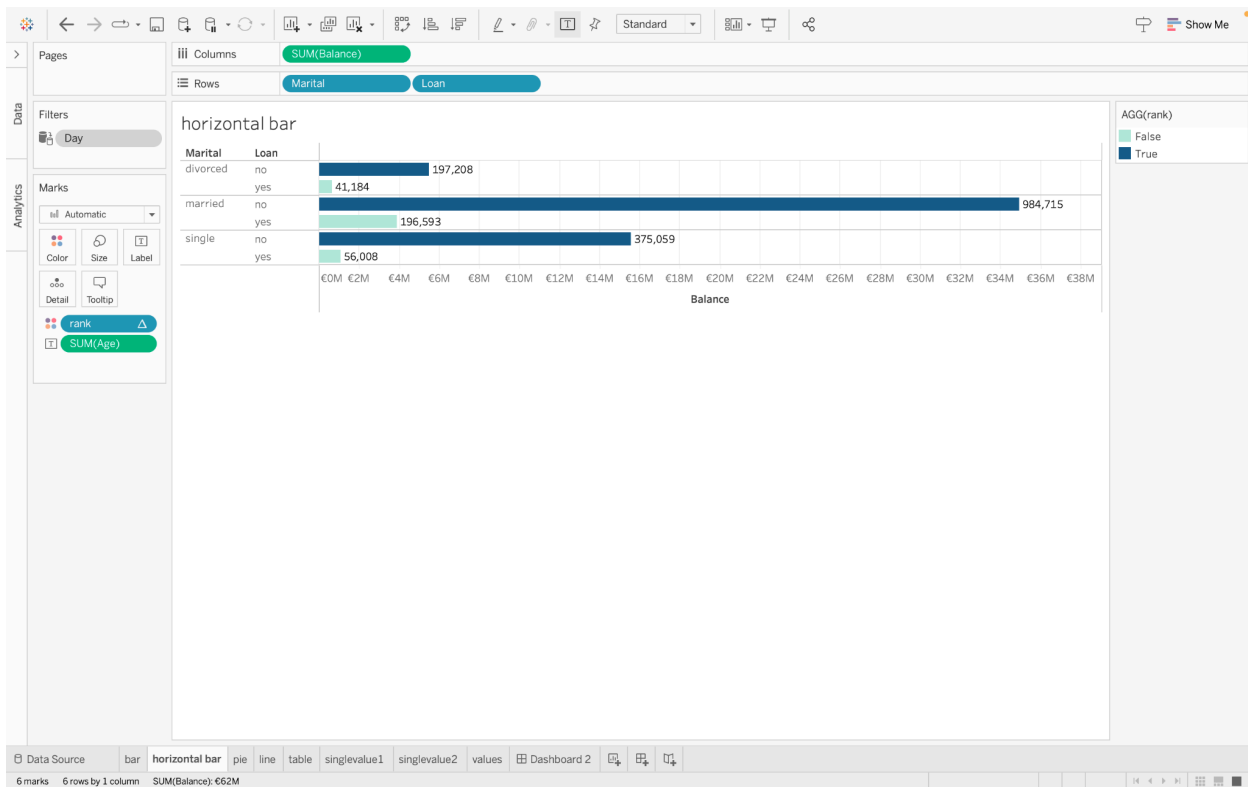 Standard
Show Me
Pages
Columns
SUM(Balance)
Rows
Marital
Loan
Data
Analytics
Filters
Day
Marks
Automatic
Color
Size
T
Label
Detail
Tooltip
rank
T
SUM(Age)
horizontal bar
Marital
Loan
divorced
no
197,208
yes
41,184
married
no
984,715
yes
196,593
single
no
375,059
yes
56,008
€0M €2M €4M €6M €8M €10M €12M €14M €16M €18M €20M €22M €24M €26M €28M €30M €32M €34M €36M €38M
Balance
AGG(rank)
False
True
Data Source bar horizontal bar pie line table singlevalue1 singlevalue2 values Dashboard 2
6 marks 6 rows by 1 column SUM(Balance): €62M